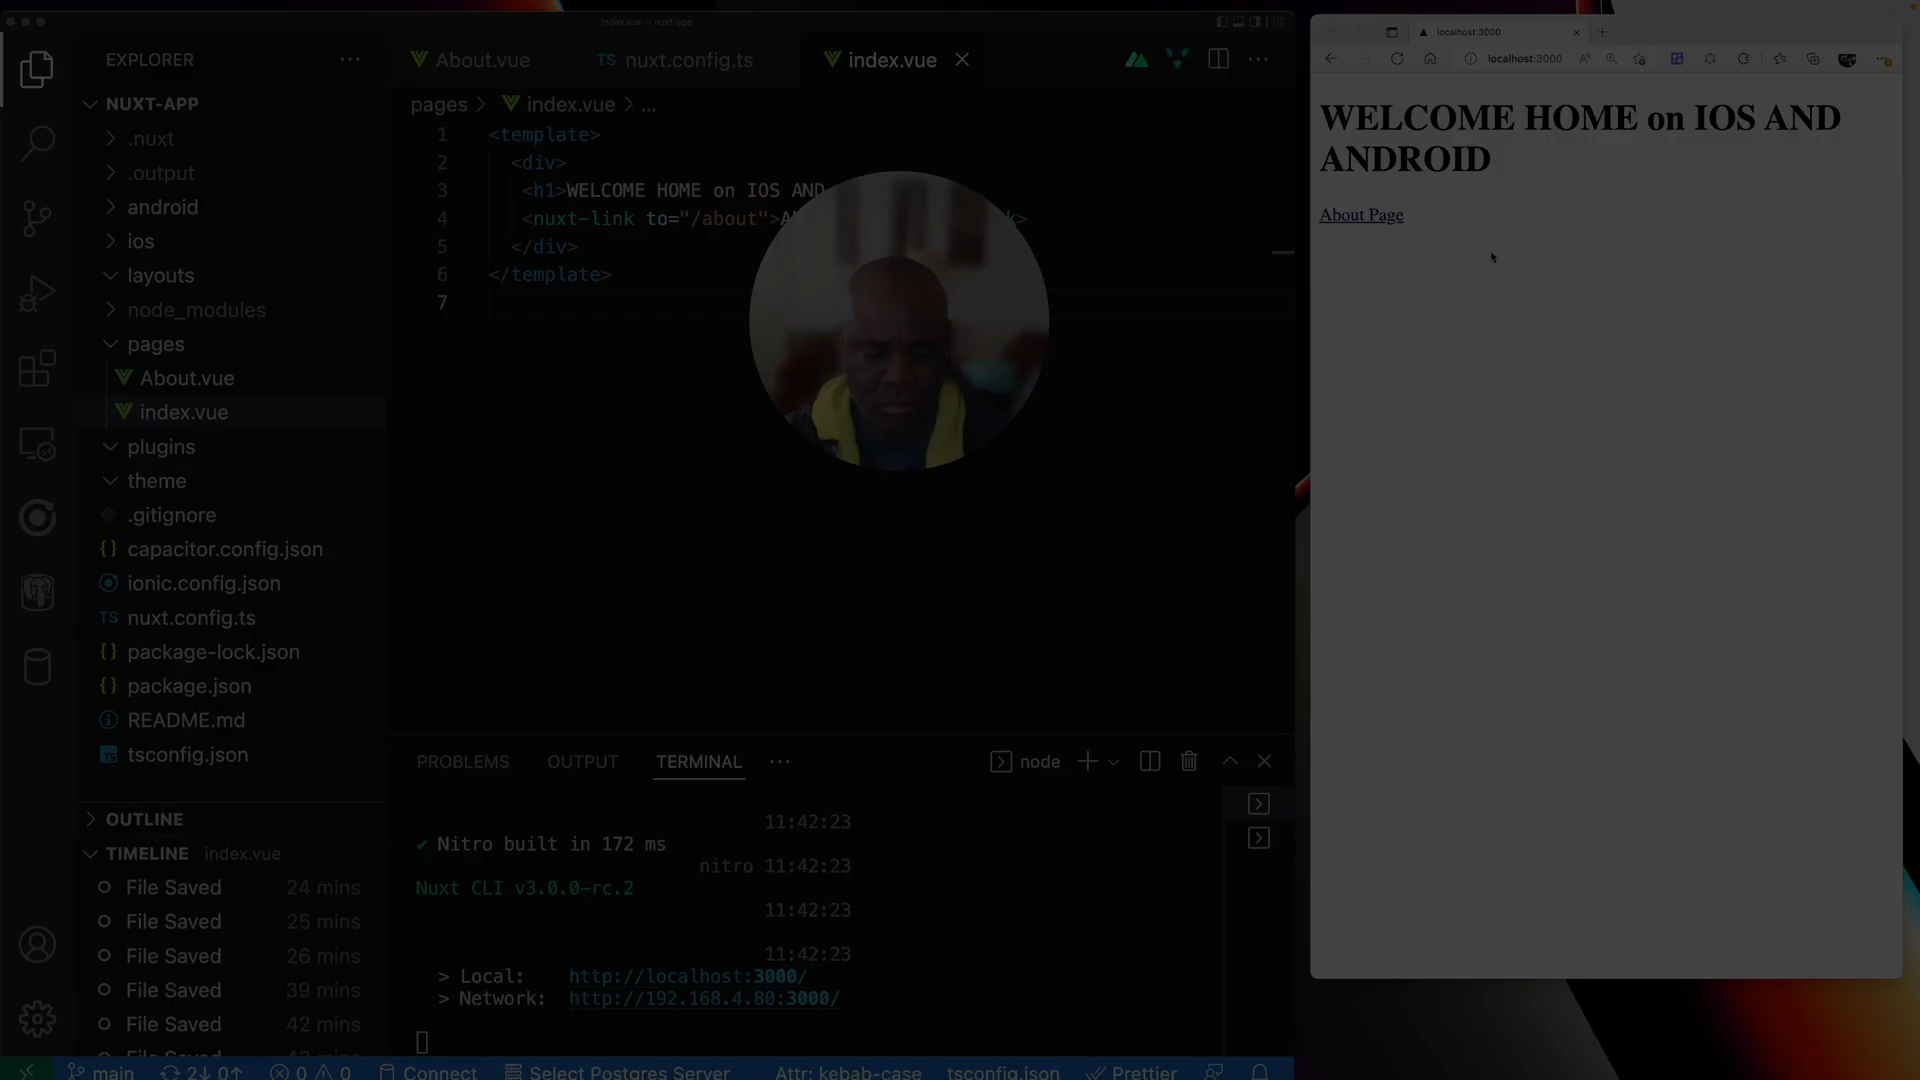 index.vue — nuxt-app
EXPLORER
NUXT-APP
.nuxt
.output
android
ios
layouts
node_modules
pages
About.vue
index.vue
plugins
theme
.gitignore
capacitor.config.json
ionic.config.json
nuxt.config.ts
package-lock.json
package.json
README.md
tsconfig.json
OUTLINE
TIMELINE index.vue
File Saved 24 mins
File Saved 25 mins
File Saved 26 mins
File Saved 39 mins
File Saved 42 mins
About.vue
TS nuxt.config.ts
index.vue
pages > index.vue > ...
1 <template>
2 <div>
3 <h1>WELCOME HOME on IOS AND
4 <nuxt-link to="/about">
5 </div>
6 </template>
7
PROBLEMS OUTPUT TERMINAL
node
11:42:23
✔ Nitro built in 172 ms
nitro 11:42:23
Nuxt CLI v3.0.0-rc.2
11:42:23
11:42:23
> Local: http://localhost:3000/
> Network: http://192.168.4.80:3000/
main 2↓ 0↑ 0 0 Connect Select Postgres Server Attr: kebab-case tsconfig.json Prettier
localhost:3000
localhost:3000
WELCOME HOME on IOS AND
ANDROID
About Page